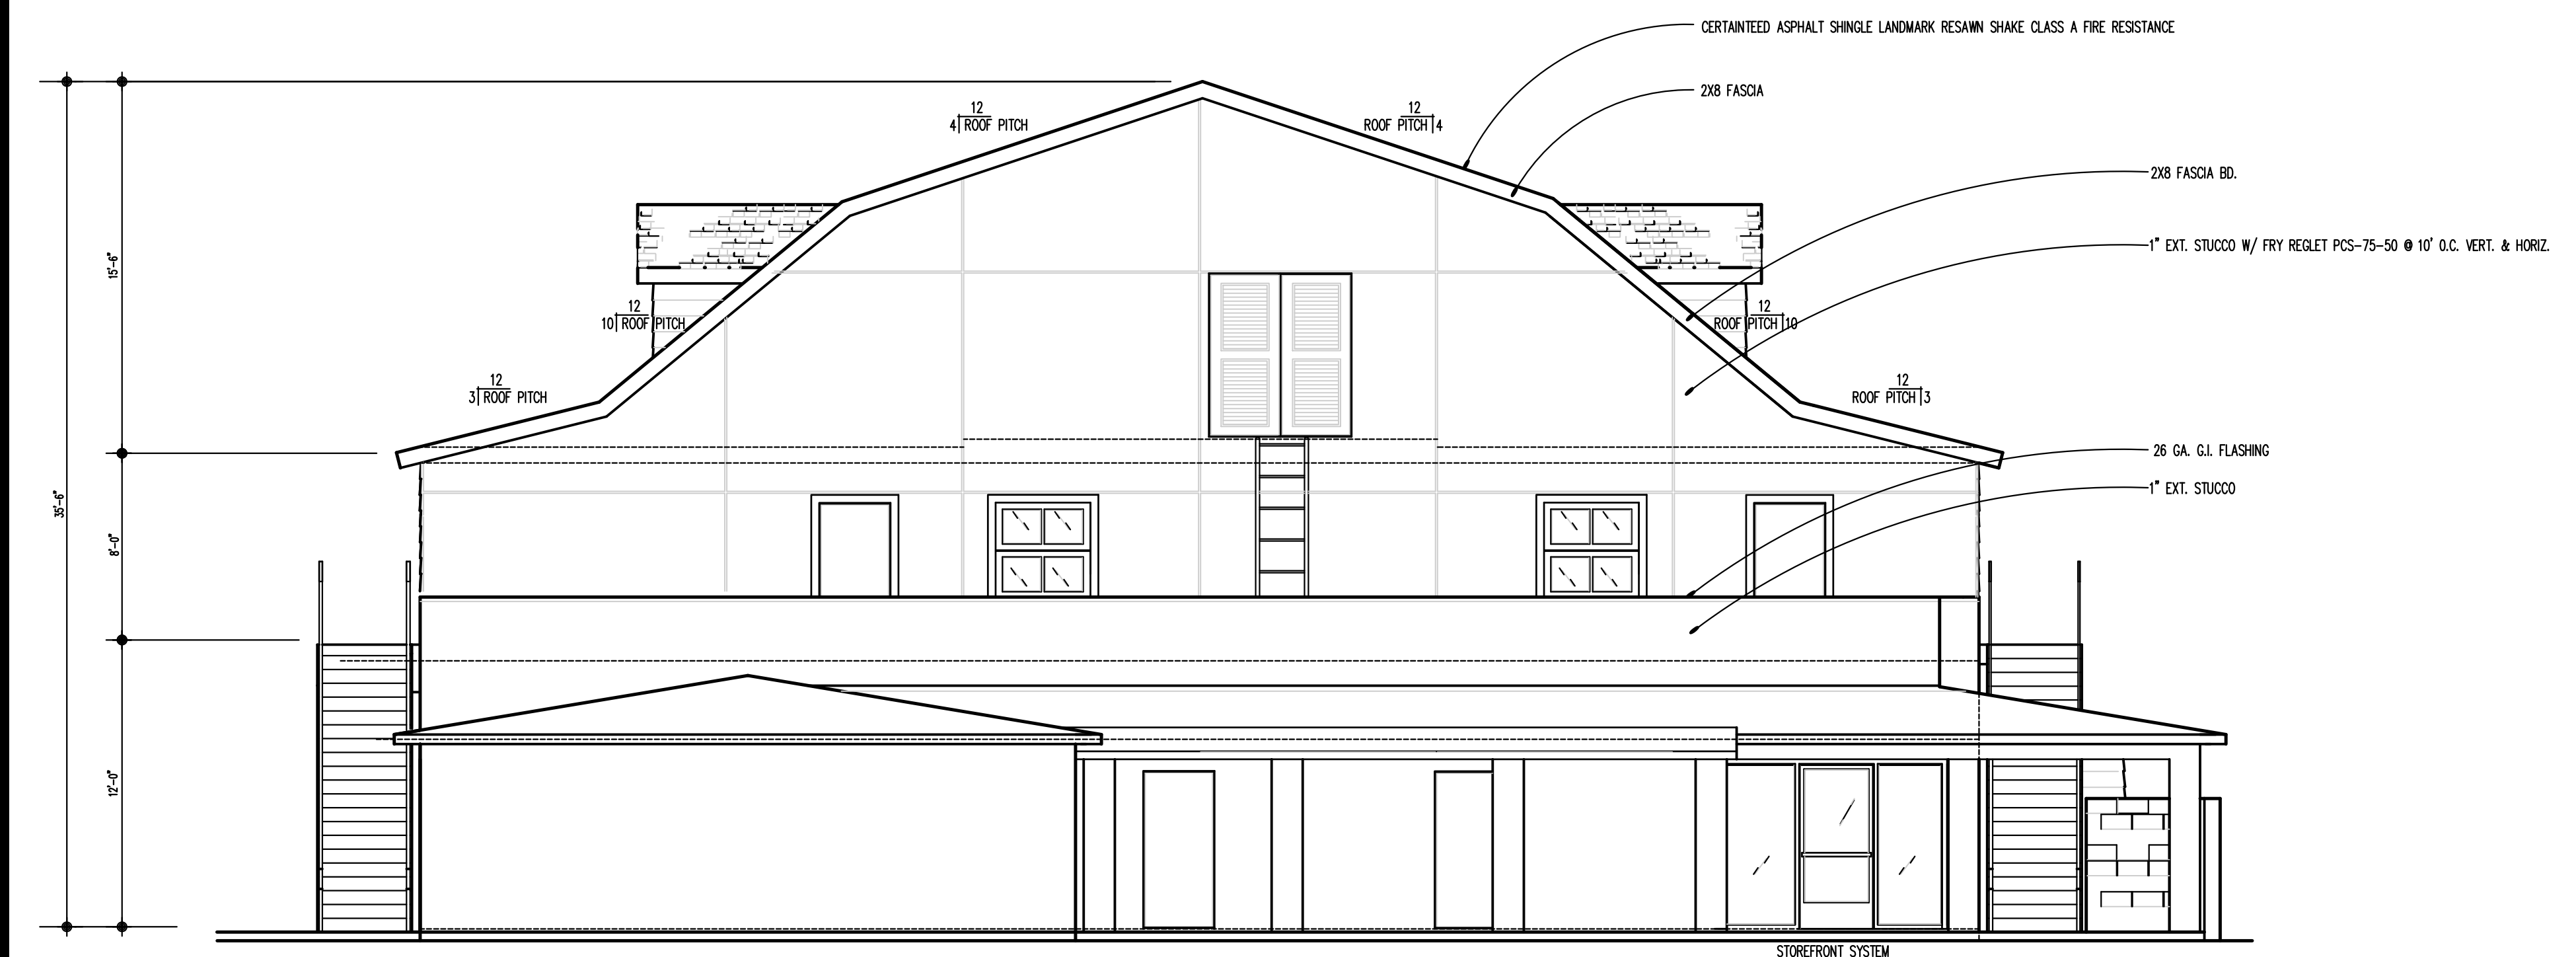 CERTAINTEED ASPHALT SHINGLE LANDMARK RESAWN SHAKE CLASS A FIRE RESISTANCE
2X8 FASCIA
12
4 ROOF PITCH
12
ROOF PITCH 4
2X8 FASCIA BD.
1" EXT. STUCCO W/ FRY REGLET PCS-75-50 @ 10' O.C. VERT. & HORIZ.
15'-6"
12
10 ROOF PITCH
12
ROOF PITCH 10
12
3 ROOF PITCH
12
ROOF PITCH 3
26 GA. G.I. FLASHING
1" EXT. STUCCO
35'-6"
8'-0"
12'-0"
STOREFRONT SYSTEM